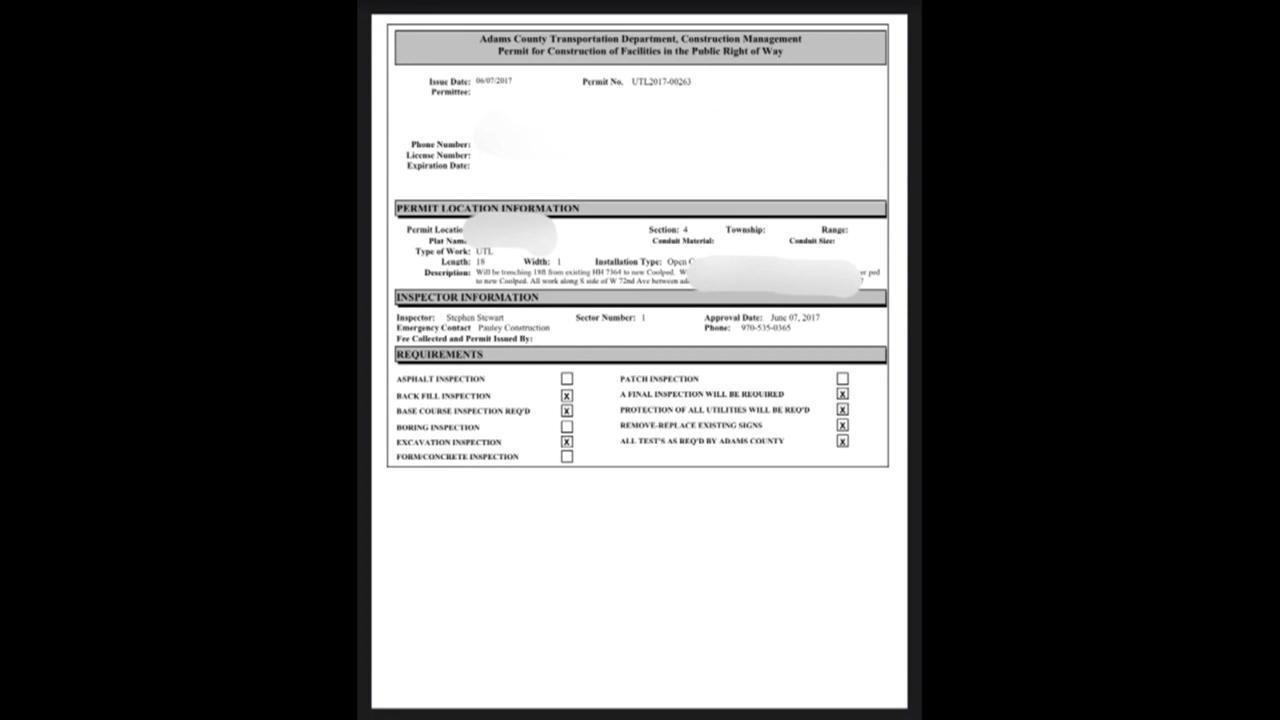 Adams County Transportation Department, Construction Management
Permit for Construction of Facilities in the Public Right of Way
Issue Date: 06/07/2017 Permit No. UTL2017-00263
Permittee:
Phone Number:
License Number:
Expiration Date:
PERMIT LOCATION INFORMATION
Permit Section: 4 Township: Range:
Plat Conduit Material: Conduit Size:
Type of Work: UTL
Length: 18 Width: 1 Installation Type: Open
Description: Will be trenching 18ft from existing HH 7364 to new Coolped. ped
to new Coolped. All work along S side of W 72nd Ave between
INSPECTOR INFORMATION
Inspector: Stephen Stewart Sector Number: 1 Approval Date: June 07, 2017
Emergency Contact Pauley Construction Phone: 970-535-0365
Fee Collected and Permit Issued By:
REQUIREMENTS
ASPHALT INSPECTION PATCH INSPECTION
BACK FILL INSPECTION X A FINAL INSPECTION WILL BE REQUIRED X
BASE COURSE INSPECTION REQ'D X PROTECTION OF ALL UTILITIES WILL BE REQ'D X
BORING INSPECTION REMOVE-REPLACE EXISTING SIGNS X
EXCAVATION INSPECTION X ALL TEST'S AS REQ'D BY ADAMS COUNTY X
FORM/CONCRETE INSPECTION